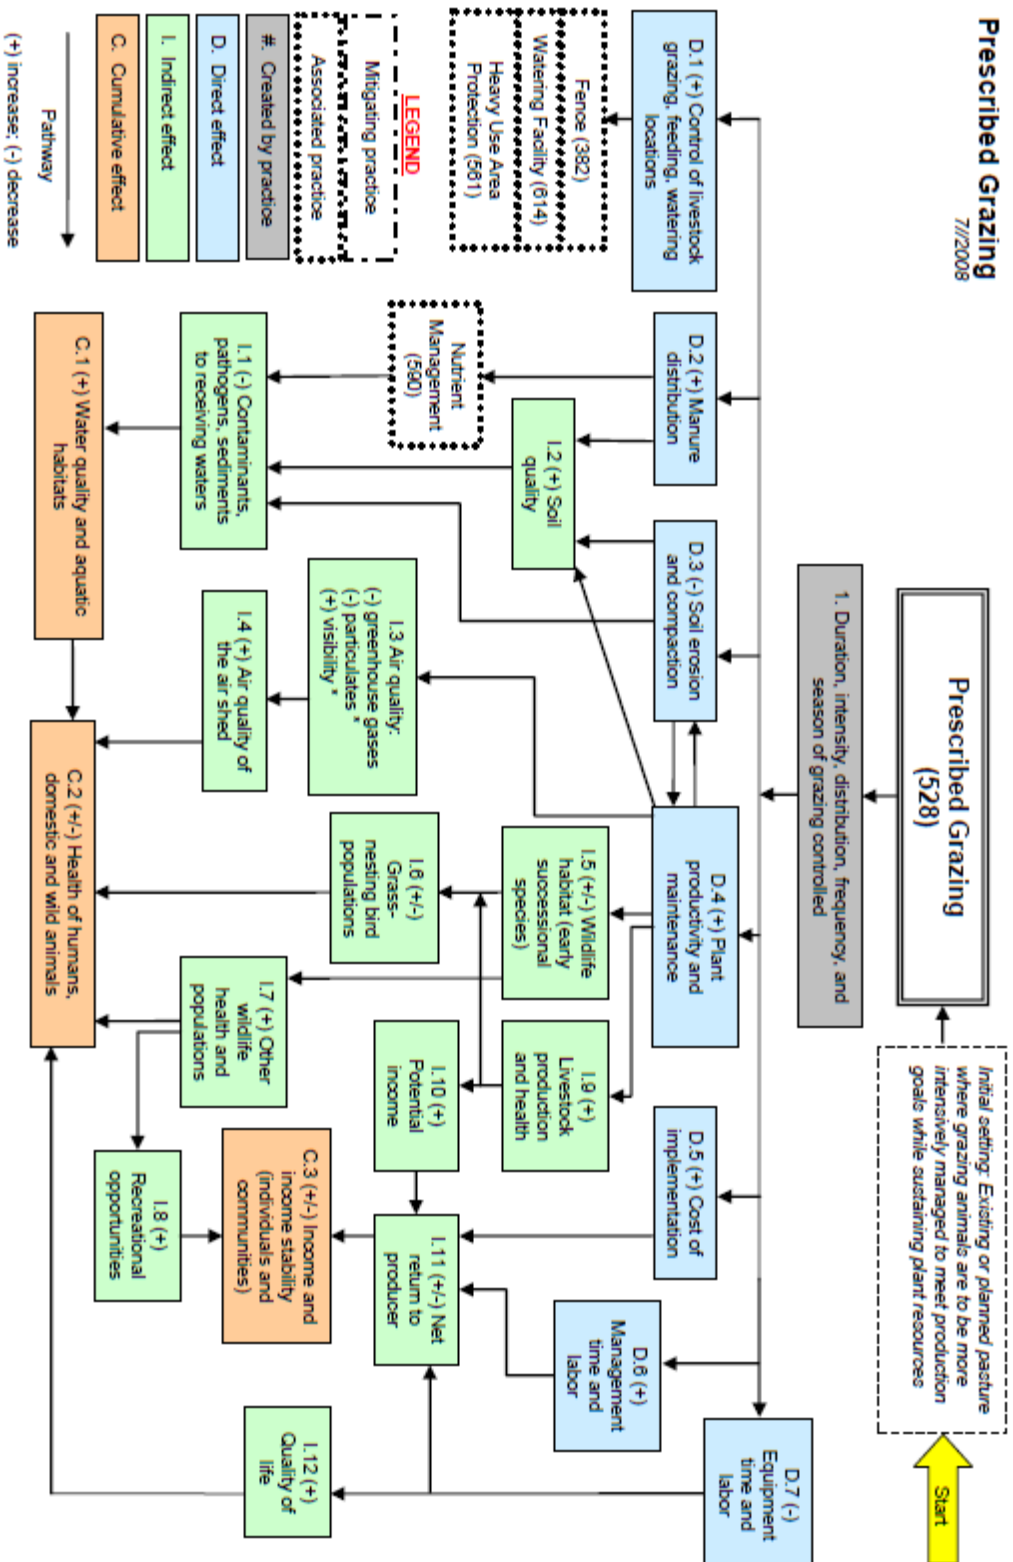 Prescribed Grazing
7//2008
Prescribed Grazing
(528)
Initial setting: Existing or planned pasture
where grazing animals are to be more
intensively managed to meet production
goals while sustaining plant resources
Start
1. Duration, intensity, distribution, frequency, and
season of grazing controlled
D.1 (+) Control of livestock
grazing, feeding, watering
locations
Fence (382)
Watering Facility (614)
Heavy Use Area
Protection (561)
D.2 (+) Manure
distribution
D.3 (-) Soil erosion
and compaction
D.4 (+) Plant
productivity and
maintenance
D.5 (+) Cost of
implementation
D.6 (+)
Management
time and
labor
D.7 (-)
Equipment
time and
labor
Nutrient
Management
(590)
I.2 (+) Soil
quality
I.5 (+/-) Wildlife
habitat (early
successional
species)
I.9 (+)
Livestock
production
and health
I.1 (-) Contaminants,
pathogens, sediments
to receiving waters
I.3 Air quality:
(-) greenhouse gases
(-) particulates *
(+) visibility *
I.4 (+) Air quality of
the air shed
I.6 (+/-)
Grass-
nesting bird
populations
I.7 (+) Other
wildlife
health and
populations
I.10 (+)
Potential
income
I.11 (+/-) Net
return to
producer
I.8 (+)
Recreational
opportunities
I.12 (+)
Quality of
life
C.1 (+) Water quality and aquatic
habitats
C.2 (+/-) Health of humans,
domestic and wild animals
C.3 (+/-) Income and
income stability
(individuals and
communities)
LEGEND
Mitigating practice
Associated practice
#. Created by practice
D. Direct effect
I. Indirect effect
C. Cumulative effect
Pathway
(+) increase; (-) decrease